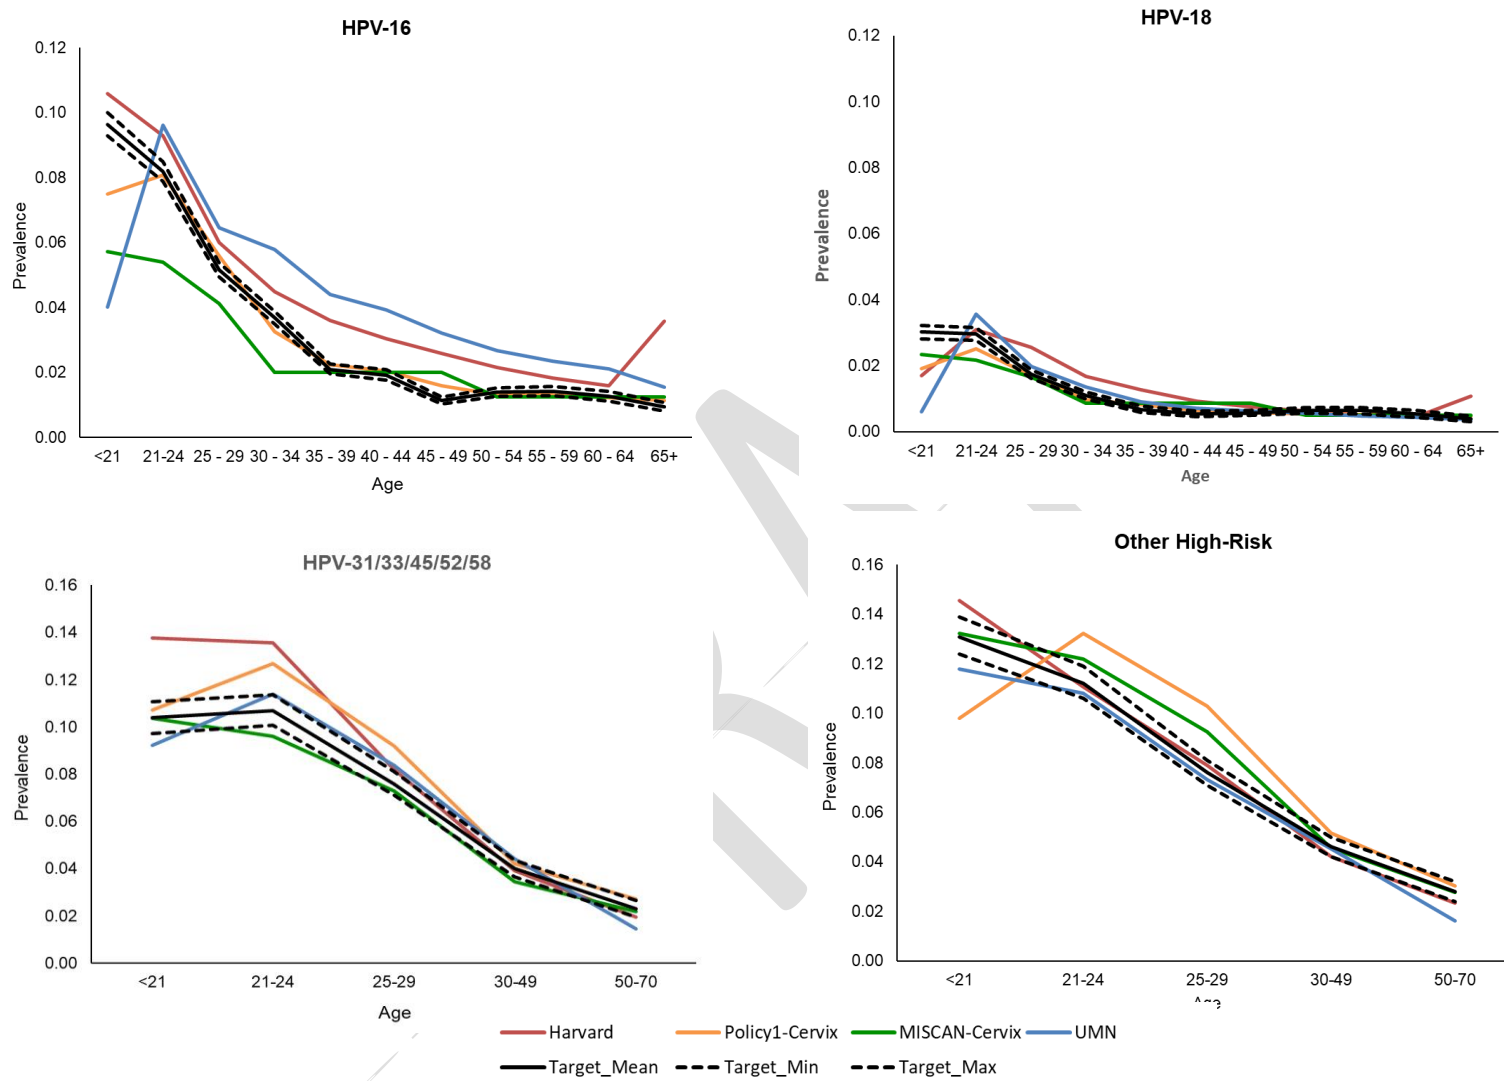 HPV-16
0.12
0.10
0.08
0.06
0.04
0.02
0.00
Prevalence
<21 21-24 25 - 29 30 - 34 35 - 39 40 - 44 45 - 49 50 - 54 55 - 59 60 - 64 65+
Age
HPV-18
0.12
0.10
0.08
0.06
0.04
0.02
0.00
Prevalence
<21 21-24 25 - 29 30 - 34 35 - 39 40 - 44 45 - 49 50 - 54 55 - 59 60 - 64 65+
Age
HPV-31/33/45/52/58
0.16
0.14
0.12
0.10
0.08
0.06
0.04
0.02
0.00
Prevalence
<21 21-24 25-29 30-49 50-70
Age
Other High-Risk
0.16
0.14
0.12
0.10
0.08
0.06
0.04
0.02
0.00
Prevalence
<21 21-24 25-29 30-49 50-70
Age
Harvard Policy1-Cervix MISCAN-Cervix UMN
Target_Mean Target_Min Target_Max